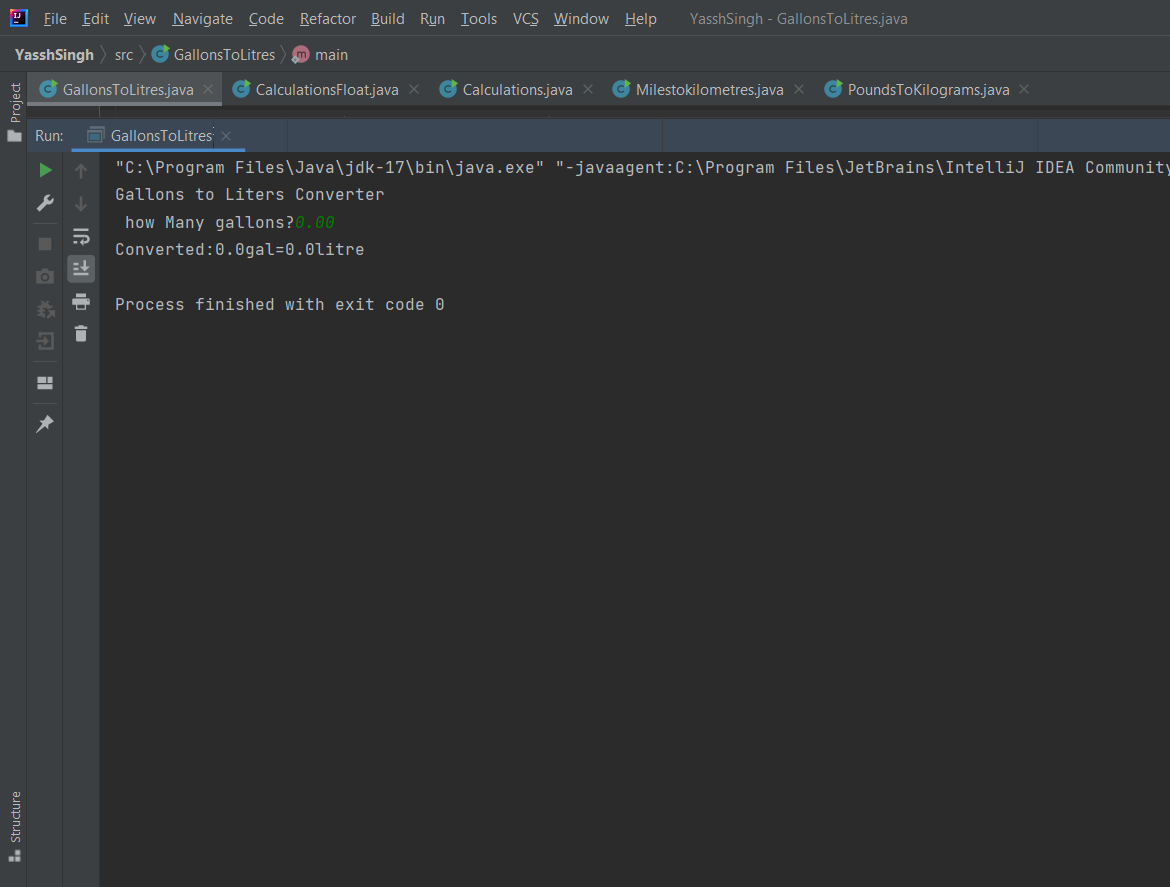 File Edit View Navigate Code Refactor Build Run Tools VCS Window Help YasshSingh - GallonsToLitres.java
YasshSingh src GallonsToLitres main
GallonsToLitres.java CalculationsFloat.java Calculations.java Milestokilometres.java PoundsToKilograms.java
Project
Run: GallonsToLitres
"C:\Program Files\Java\jdk-17\bin\java.exe" "-javaagent:C:\Program Files\JetBrains\IntelliJ IDEA Community
Gallons to Liters Converter
how Many gallons?0.00
Converted:0.0gal=0.0litre
Process finished with exit code 0
Structure